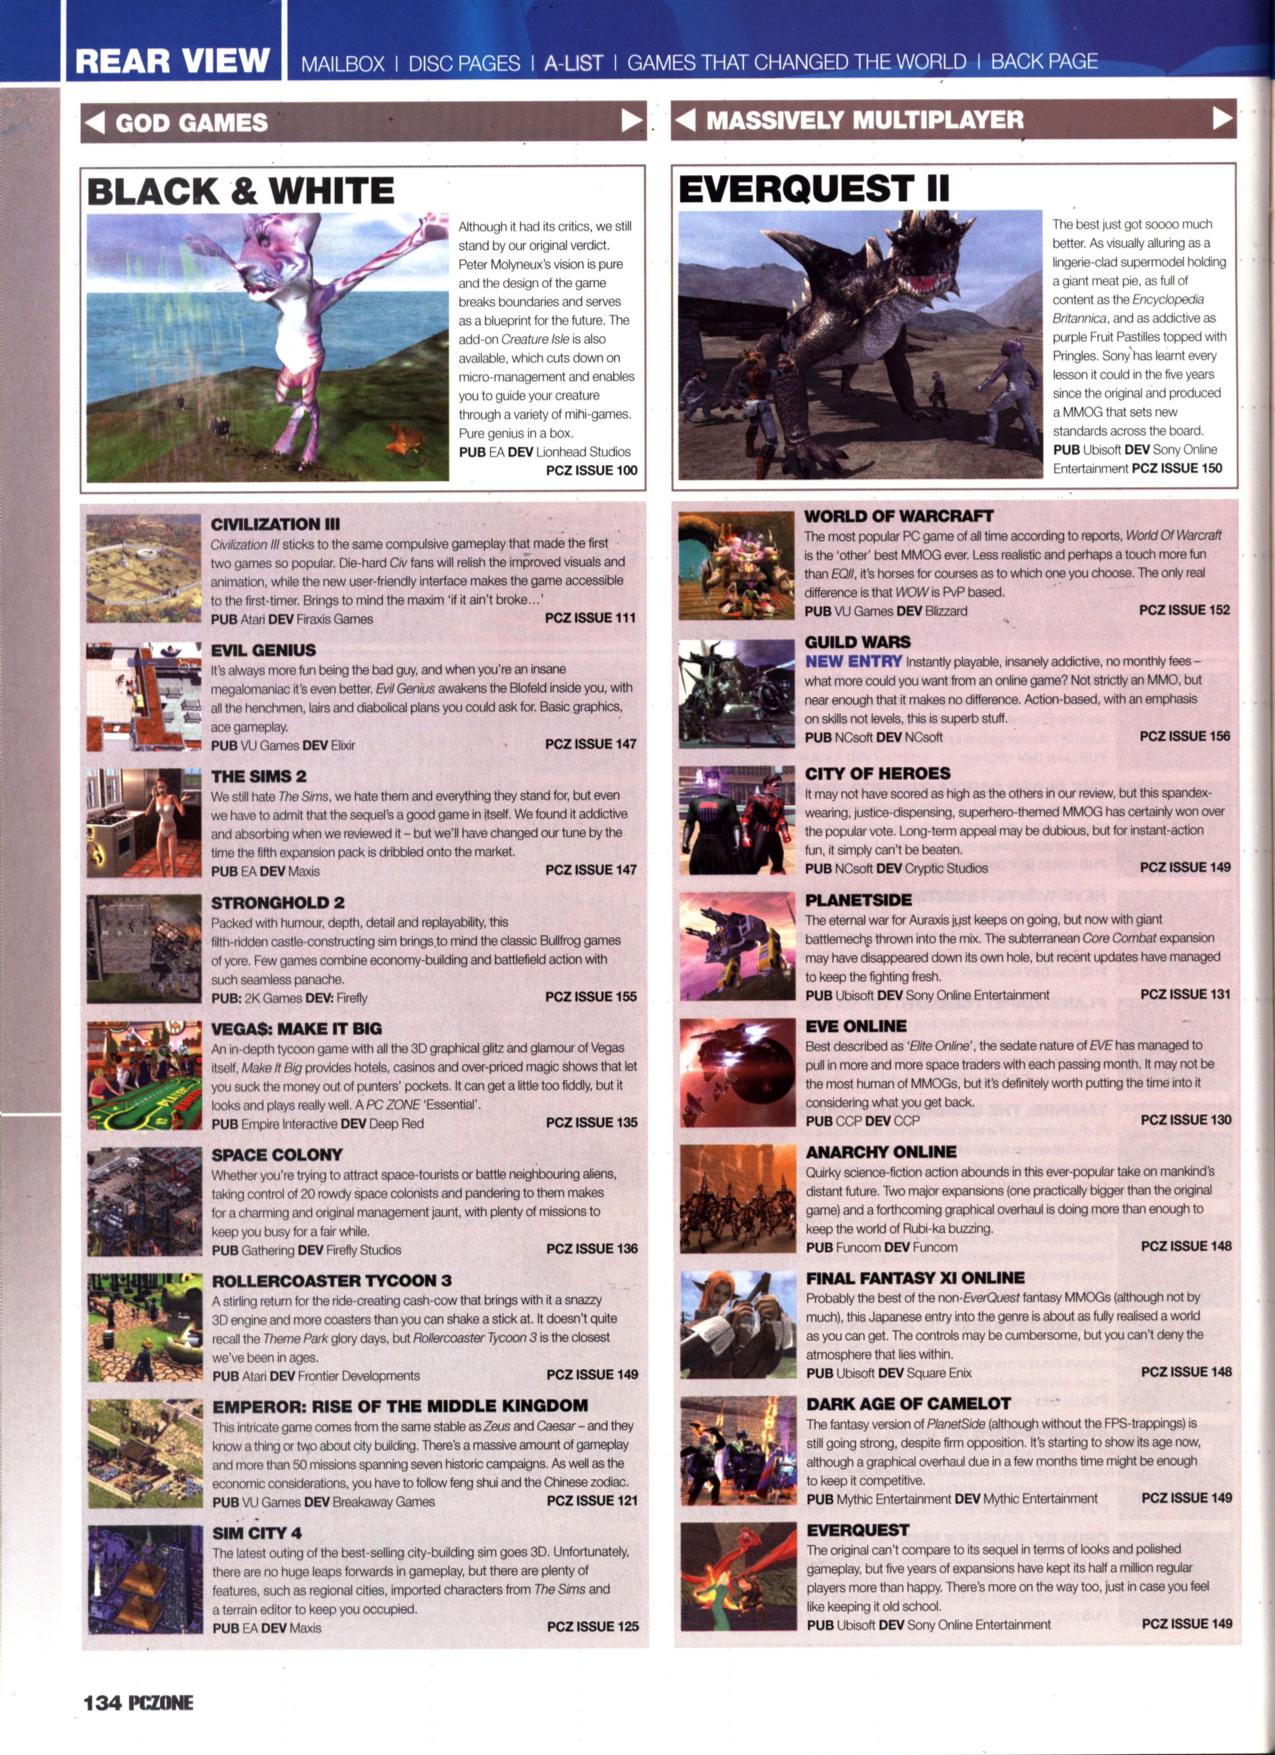 REAR VIEW
MAILBOX | DISC PAGES | A-LIST | GAMES THAT CHANGED THE WORLD | BACK PAGE
GOD GAMES
BLACK & WHITE
Although it had its critics, we still
stand by our original verdict.
Peter Molyneux's vision is pure
and the design of the game
breaks boundaries and serves
as a blueprint for the future. The
add-on Creature Isle is also
available, which cuts down on
micro-management and enables
you to guide your creature
through a variety of mini-games.
Pure genius in a box.
PUB EA DEV Lionhead Studios
PCZ ISSUE 100
CIVILIZATION III
Civilization III sticks to the same compulsive gameplay that made the first
two games so popular. Die-hard Civ fans will relish the improved visuals and
animation, while the new user-friendly interface makes the game accessible
to the first-timer. Brings to mind the maxim 'if it ain't broke...'
PUB Atari DEV Firaxis Games PCZ ISSUE 111
EVIL GENIUS
It's always more fun being the bad guy, and when you're an insane
megalomaniac it's even better. Evil Genius awakens the Blofeld inside you, with
all the henchmen, lairs and diabolical plans you could ask for. Basic graphics,
ace gameplay.
PUB VU Games DEV Elixir PCZ ISSUE 147
THE SIMS 2
We still hate The Sims, we hate them and everything they stand for, but even
we have to admit that the sequel's a good game in itself. We found it addictive
and absorbing when we reviewed it – but we'll have changed our tune by the
time the fifth expansion pack is dribbled onto the market.
PUB EA DEV Maxis PCZ ISSUE 147
STRONGHOLD 2
Packed with humour, depth, detail and replayability, this
filth-ridden castle-constructing sim brings to mind the classic Bullfrog games
of yore. Few games combine economy-building and battlefield action with
such seamless panache.
PUB: 2K Games DEV: Firefly PCZ ISSUE 155
VEGA$: MAKE IT BIG
An in-depth tycoon game with all the 3D graphical glitz and glamour of Vegas
itself, Make It Big provides hotels, casinos and over-priced magic shows that let
you suck the money out of punters' pockets. It can get a little too fiddly, but it
looks and plays really well. A PC ZONE 'Essential'.
PUB Empire Interactive DEV Deep Red PCZ ISSUE 135
SPACE COLONY
Whether you're trying to attract space-tourists or battle neighbouring aliens,
taking control of 20 rowdy space colonists and pandering to them makes
for a charming and original management jaunt, with plenty of missions to
keep you busy for a fair while.
PUB Gathering DEV Firefly Studios PCZ ISSUE 136
ROLLERCOASTER TYCOON 3
A stirling return for the ride-creating cash-cow that brings with it a snazzy
3D engine and more coasters than you can shake a stick at. It doesn't quite
recall the Theme Park glory days, but Rollercoaster Tycoon 3 is the closest
we've been in ages.
PUB Atari DEV Frontier Developments PCZ ISSUE 149
EMPEROR: RISE OF THE MIDDLE KINGDOM
This intricate game comes from the same stable as Zeus and Caesar – and they
know a thing or two about city building. There's a massive amount of gameplay
and more than 50 missions spanning seven historic campaigns. As well as the
economic considerations, you have to follow feng shui and the Chinese zodiac.
PUB VU Games DEV Breakaway Games PCZ ISSUE 121
SIM CITY 4
The latest outing of the best-selling city-building sim goes 3D. Unfortunately,
there are no huge leaps forwards in gameplay, but there are plenty of
features, such as regional cities, imported characters from The Sims and
a terrain editor to keep you occupied.
PUB EA DEV Maxis PCZ ISSUE 125
MASSIVELY MULTIPLAYER
EVERQUEST II
The best just got soooo much
better. As visually alluring as a
lingerie-clad supermodel holding
a giant meat pie, as full of
content as the Encyclopedia
Britannica, and as addictive as
purple Fruit Pastilles topped with
Pringles. Sony has learnt every
lesson it could in the five years
since the original and produced
a MMOG that sets new
standards across the board.
PUB Ubisoft DEV Sony Online
Entertainment PCZ ISSUE 150
WORLD OF WARCRAFT
The most popular PC game of all time according to reports, World Of Warcraft
is the 'other' best MMOG ever. Less realistic and perhaps a touch more fun
than EQII, it's horses for courses as to which one you choose. The only real
difference is that WOW is PvP based.
PUB VU Games DEV Blizzard PCZ ISSUE 152
GUILD WARS
NEW ENTRY Instantly playable, insanely addictive, no monthly fees –
what more could you want from an online game? Not strictly an MMO, but
near enough that it makes no difference. Action-based, with an emphasis
on skills not levels, this is superb stuff.
PUB NCsoft DEV NCsoft PCZ ISSUE 156
CITY OF HEROES
It may not have scored as high as the others in our review, but this spandex-
wearing, justice-dispensing, superhero-themed MMOG has certainly won over
the popular vote. Long-term appeal may be dubious, but for instant-action
fun, it simply can't be beaten.
PUB NCsoft DEV Cryptic Studios PCZ ISSUE 149
PLANETSIDE
The eternal war for Auraxis just keeps on going, but now with giant
battlemechs thrown into the mix. The subterranean Core Combat expansion
may have disappeared down its own hole, but recent updates have managed
to keep the fighting fresh.
PUB Ubisoft DEV Sony Online Entertainment PCZ ISSUE 131
EVE ONLINE
Best described as 'Elite Online', the sedate nature of EVE has managed to
pull in more and more space traders with each passing month. It may not be
the most human of MMOGs, but it's definitely worth putting the time into it
considering what you get back.
PUB CCP DEV CCP PCZ ISSUE 130
ANARCHY ONLINE
Quirky science-fiction action abounds in this ever-popular take on mankind's
distant future. Two major expansions (one practically bigger than the original
game) and a forthcoming graphical overhaul is doing more than enough to
keep the world of Rubi-ka buzzing.
PUB Funcom DEV Funcom PCZ ISSUE 148
FINAL FANTASY XI ONLINE
Probably the best of the non-EverQuest fantasy MMOGs (although not by
much), this Japanese entry into the genre is about as fully realised a world
as you can get. The controls may be cumbersome, but you can't deny the
atmosphere that lies within.
PUB Ubisoft DEV Square Enix PCZ ISSUE 148
DARK AGE OF CAMELOT
The fantasy version of PlanetSide (although without the FPS-trappings) is
still going strong, despite firm opposition. It's starting to show its age now,
although a graphical overhaul due in a few months time might be enough
to keep it competitive.
PUB Mythic Entertainment DEV Mythic Entertainment PCZ ISSUE 149
EVERQUEST
The original can't compare to its sequel in terms of looks and polished
gameplay, but five years of expansions have kept its half a million regular
players more than happy. There's more on the way too, just in case you feel
like keeping it old school.
PUB Ubisoft DEV Sony Online Entertainment PCZ ISSUE 149
134 PCZONE